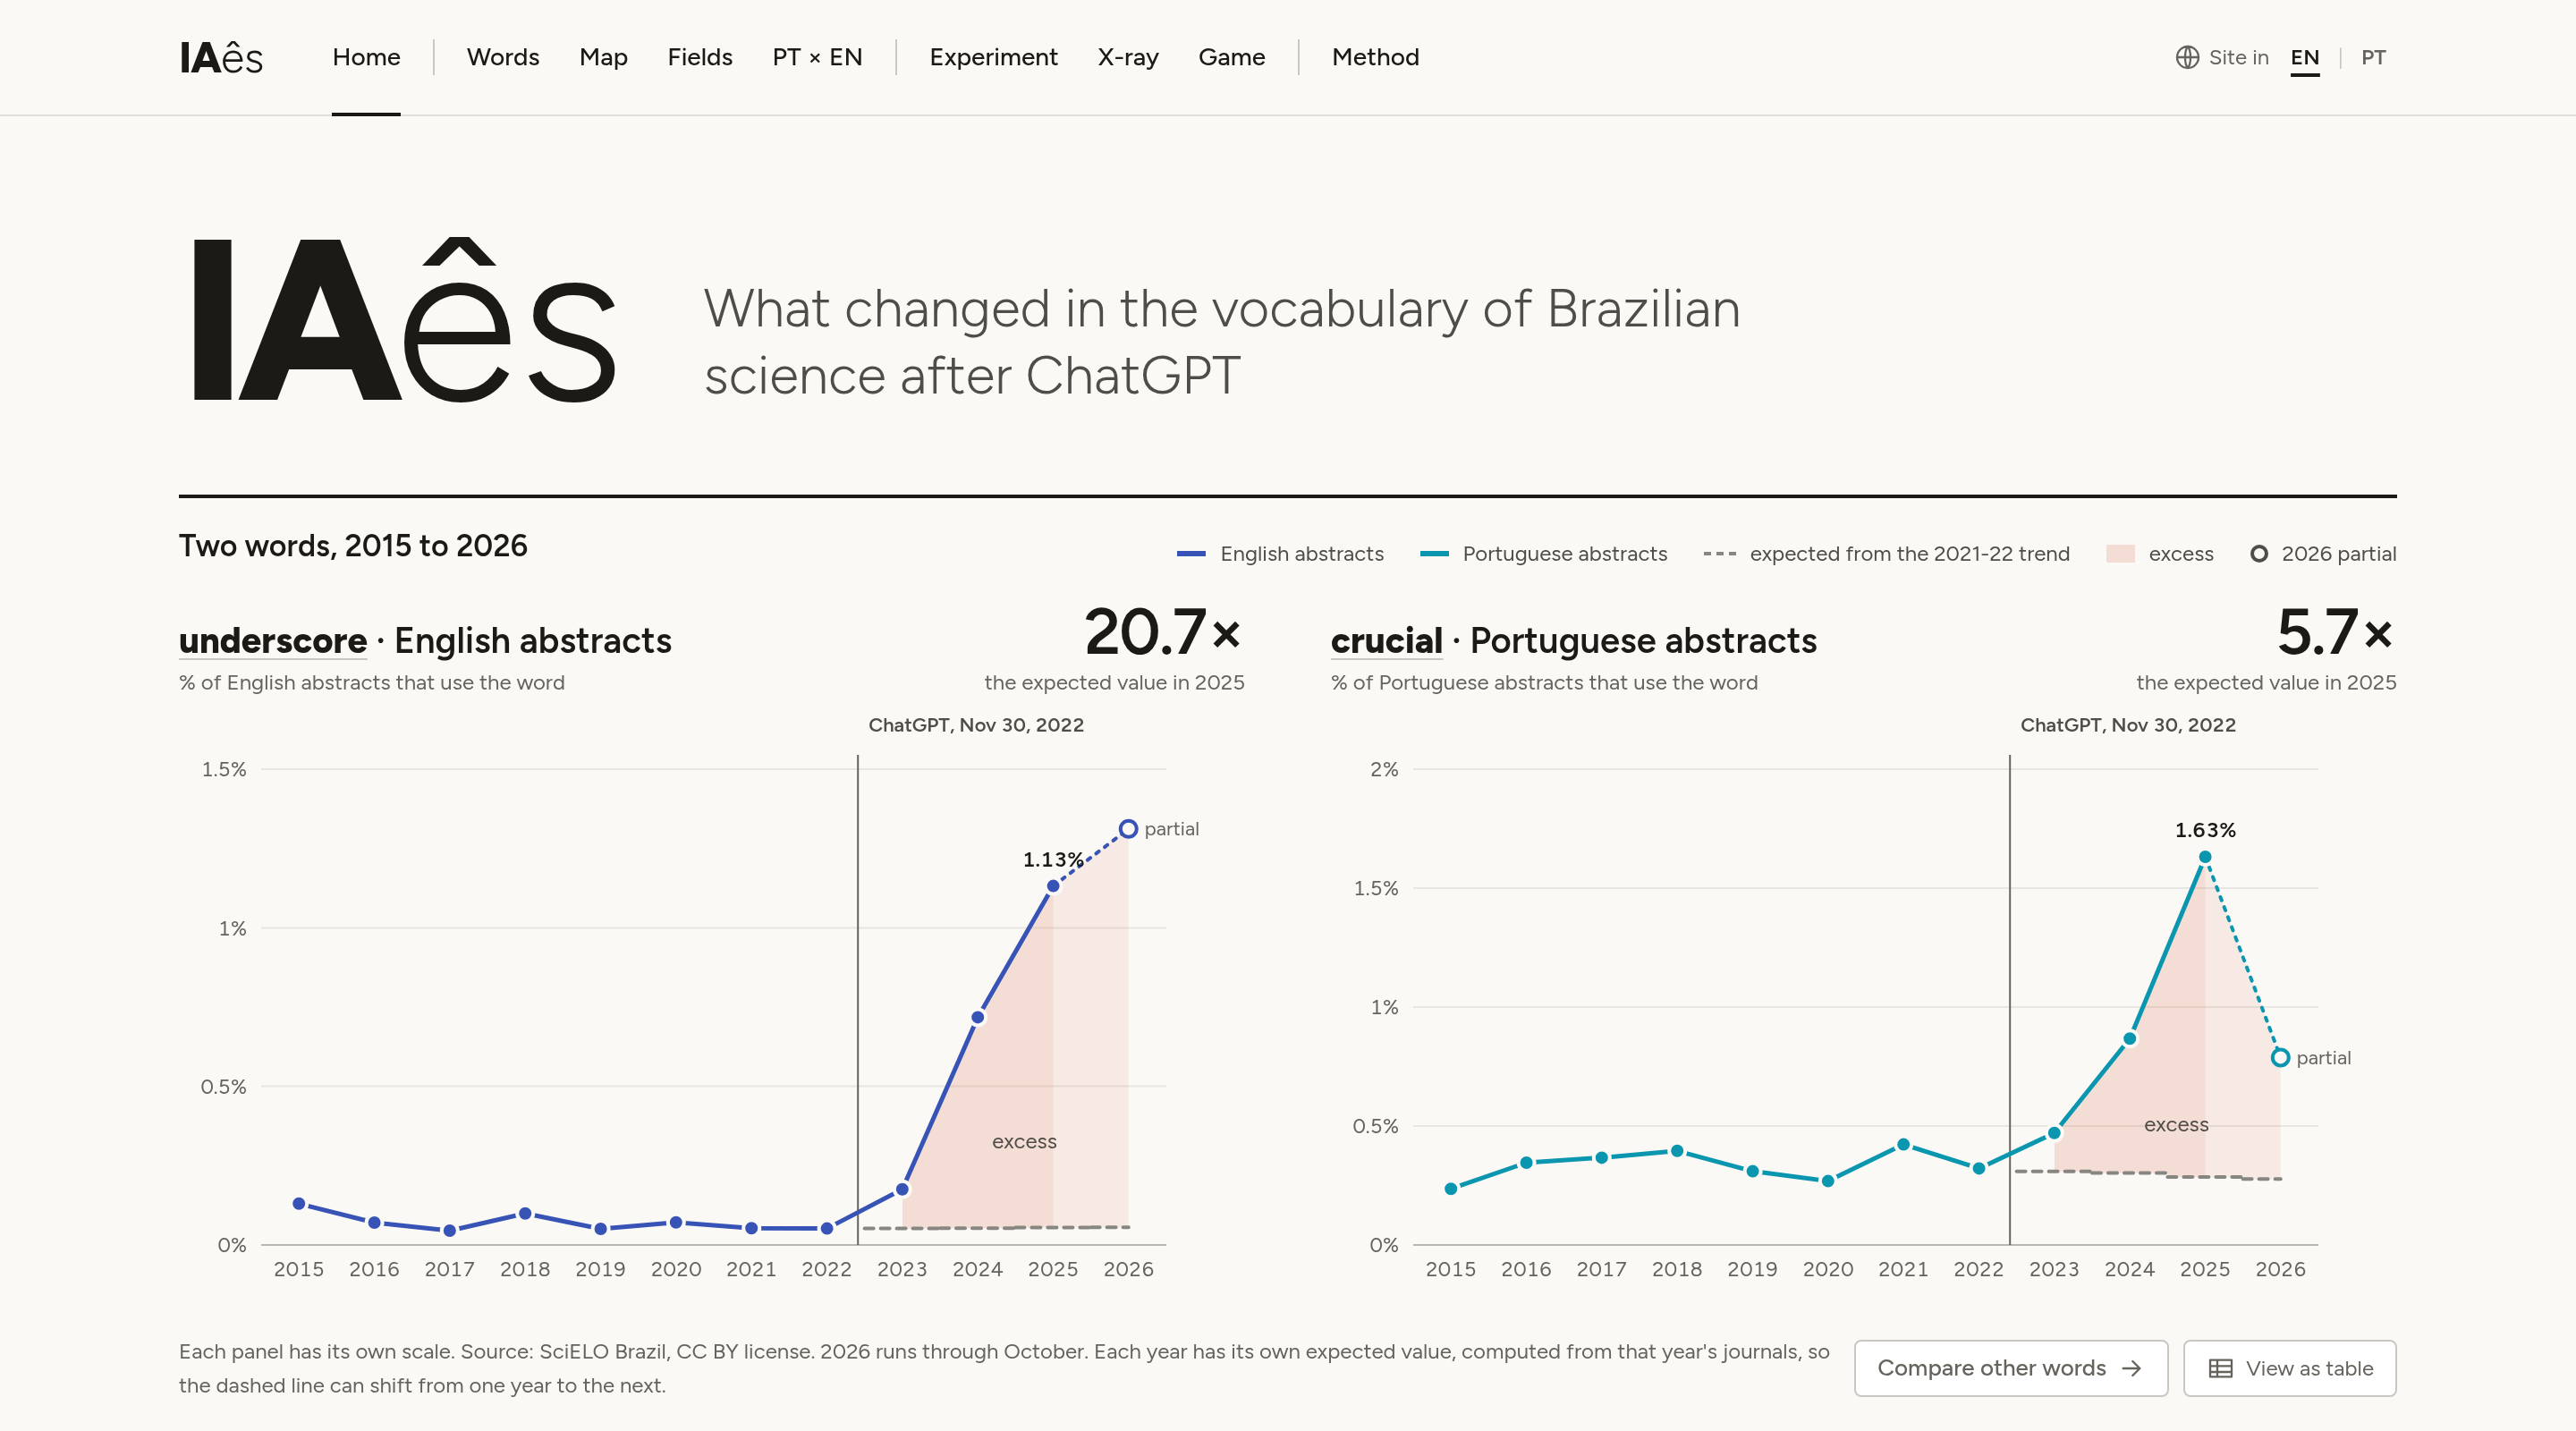 IAês
Home
Words
Map
Fields
PT × EN
Experiment
X-ray
Game
Method
Site in
EN
PT
IAês
What changed in the vocabulary of Brazilian
science after ChatGPT
Two words, 2015 to 2026
English abstracts
Portuguese abstracts
expected from the 2021-22 trend
excess
2026 partial
underscore · English abstracts
20.7×
% of English abstracts that use the word
the expected value in 2025
ChatGPT, Nov 30, 2022
1.5%
1%
0.5%
0%
1.13%
partial
excess
2015 2016 2017 2018 2019 2020 2021 2022 2023 2024 2025 2026
crucial · Portuguese abstracts
5.7×
% of Portuguese abstracts that use the word
the expected value in 2025
ChatGPT, Nov 30, 2022
2%
1.5%
1%
0.5%
0%
1.63%
partial
excess
2015 2016 2017 2018 2019 2020 2021 2022 2023 2024 2025 2026
Each panel has its own scale. Source: SciELO Brazil, CC BY license. 2026 runs through October. Each year has its own expected value, computed from that year's journals, so
the dashed line can shift from one year to the next.
Compare other words →
View as table